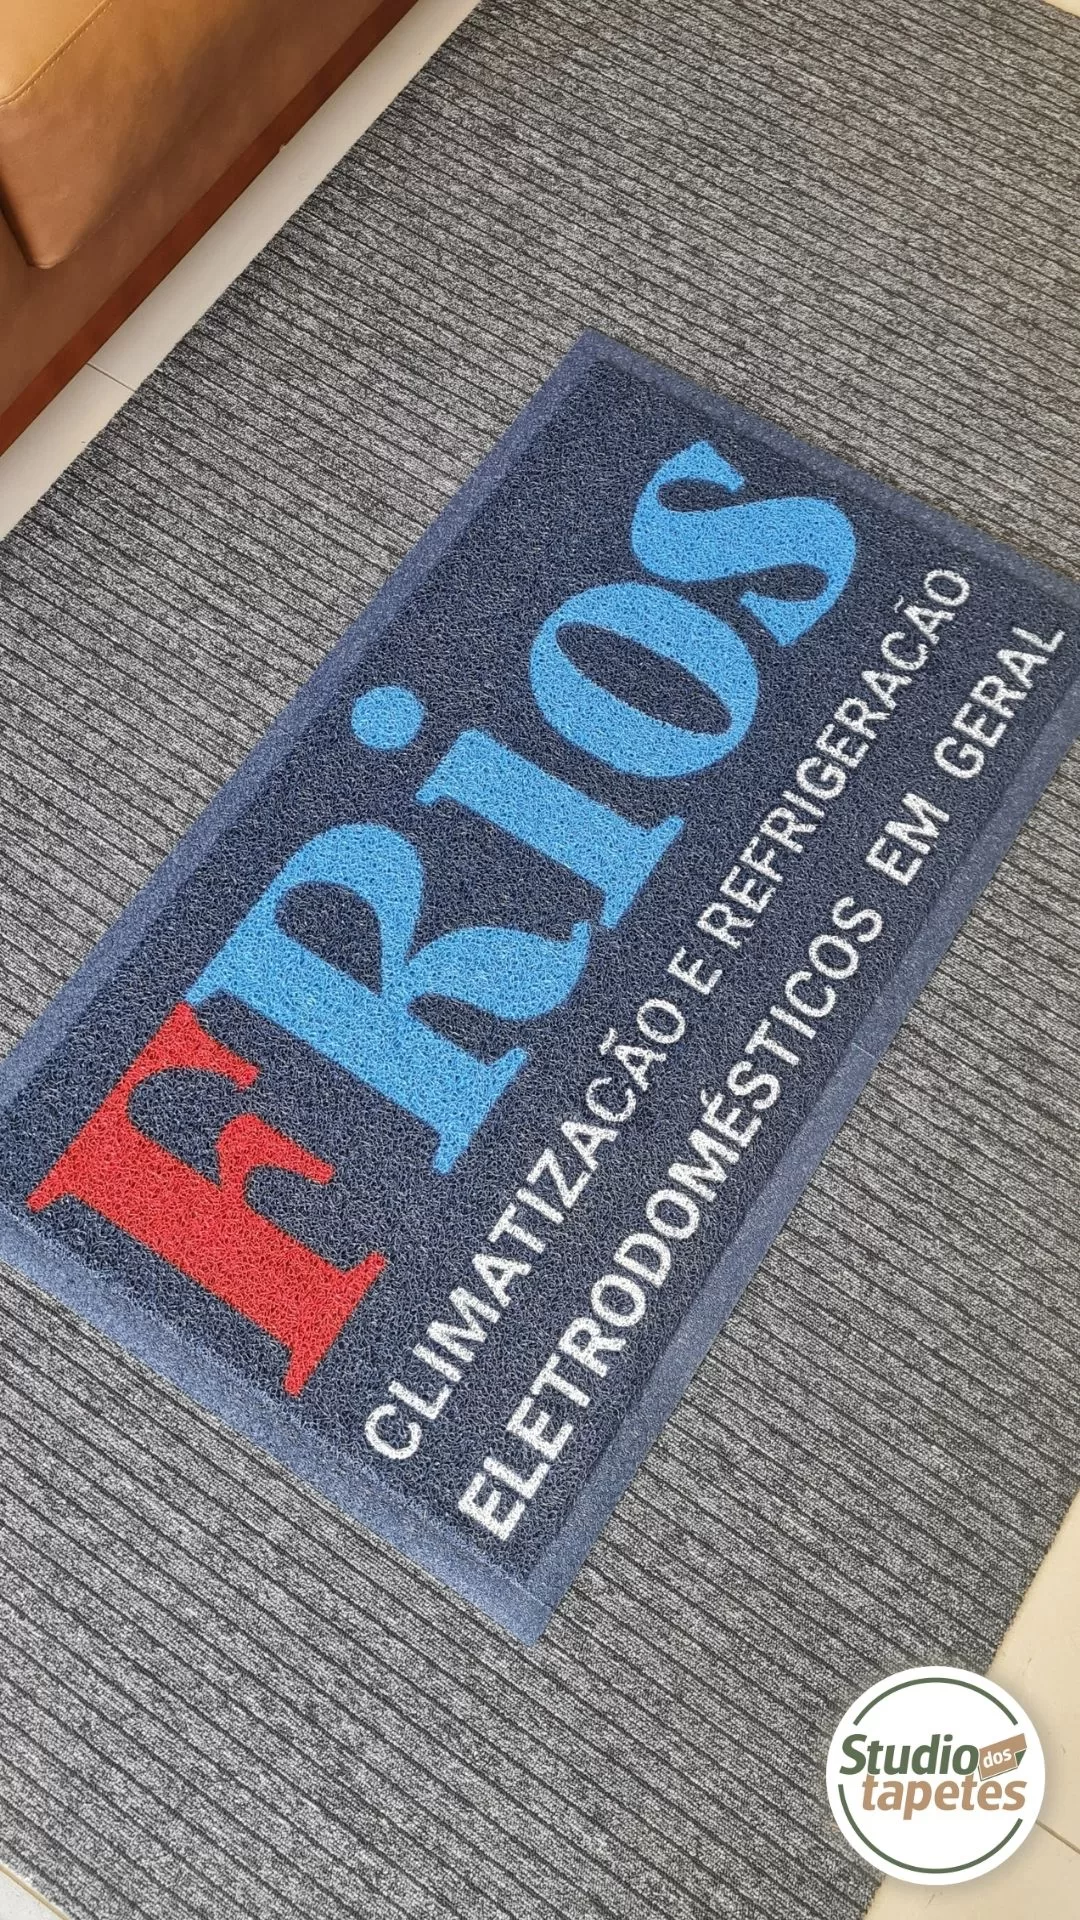 FRios
CLIMATIZAÇÃO E REFRIGERAÇÃO
ELETRODOMÉSTICOS EM GERAL
Studio dos
tapetes